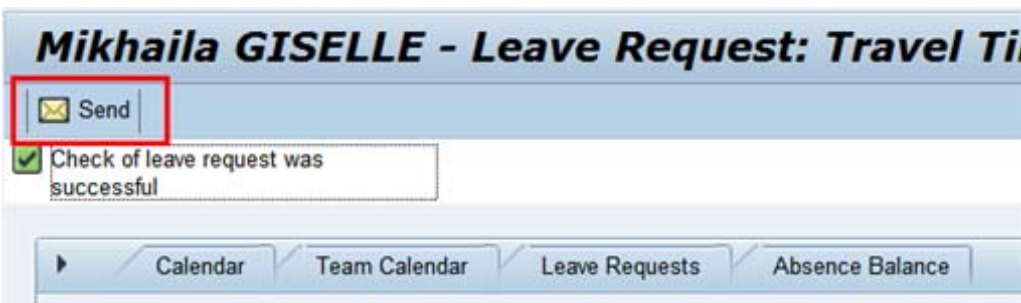 Mikhaila GISELLE - Leave Request: Travel
Send
Check of leave request was
successful
Calendar Team Calendar Leave Requests Absence Balance